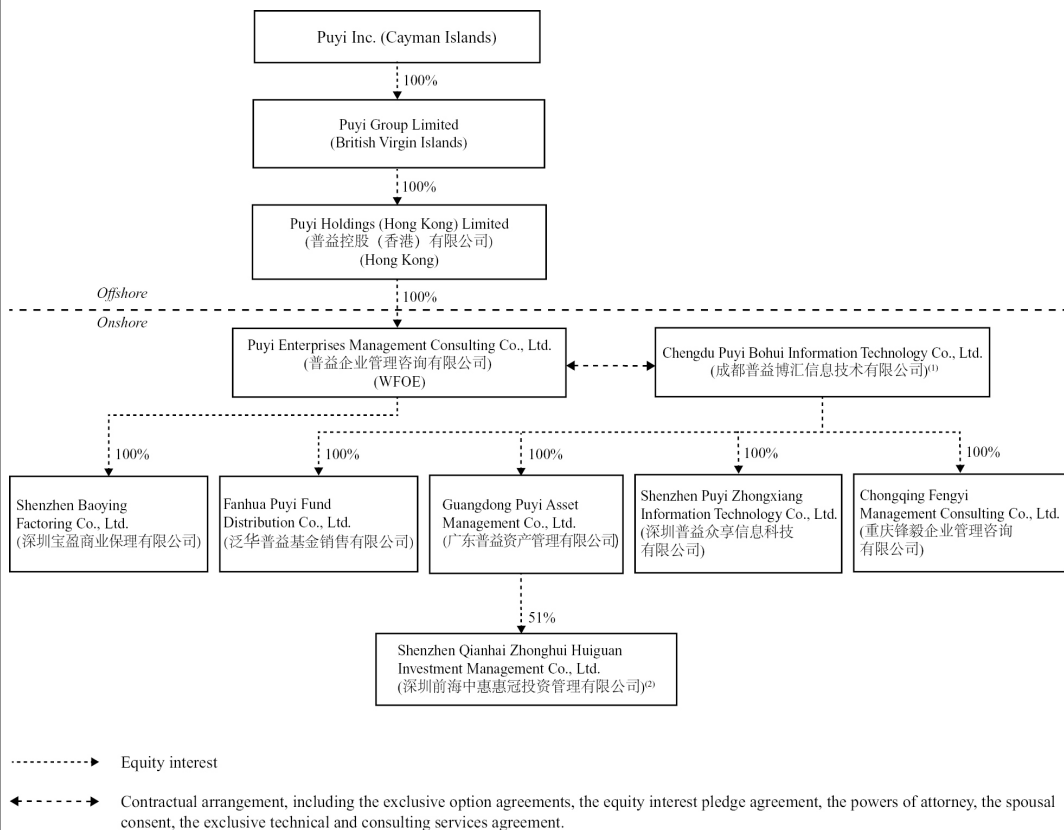 Puyi Inc. (Cayman Islands)
100%
Puyi Group Limited
(British Virgin Islands)
100%
Puyi Holdings (Hong Kong) Limited
(普益控股（香港）有限公司)
(Hong Kong)
Offshore
100%
Onshore
Puyi Enterprises Management Consulting Co., Ltd.
(普益企业管理咨询有限公司)
(WFOE)
Chengdu Puyi Bohui Information Technology Co., Ltd.
(成都普益博汇信息技术有限公司)(1)
100%
100%
100%
100%
100%
Shenzhen Baoying
Factoring Co., Ltd.
(深圳宝盈商业保理有限公司)
Fanhua Puyi Fund
Distribution Co., Ltd.
(泛华普益基金销售有限公司)
Guangdong Puyi Asset
Management Co., Ltd.
(广东普益资产管理有限公司)
Shenzhen Puyi Zhongxiang
Information Technology Co., Ltd.
(深圳普益众享信息科技
有限公司)
Chongqing Fengyi
Management Consulting Co., Ltd.
(重庆锋毅企业管理咨询
有限公司)
51%
Shenzhen Qianhai Zhonghui Huiguan
Investment Management Co., Ltd.
(深圳前海中惠惠冠投资管理有限公司)(2)
Equity interest
Contractual arrangement, including the exclusive option agreements, the equity interest pledge agreement, the powers of attorney, the spousal
consent, the exclusive technical and consulting services agreement.